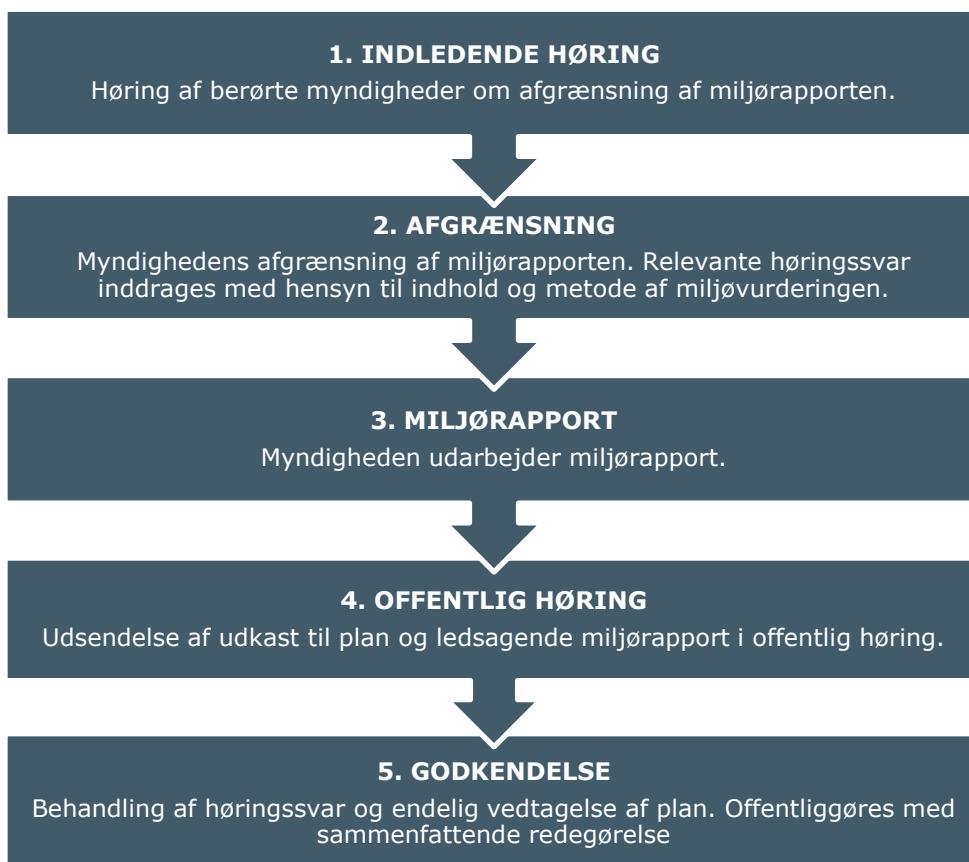 1. INDLEDENDE HØRING
Høring af berørte myndigheder om afgrænsning af miljørapporten.
2. AFGRÆNSNING
Myndighedens afgrænsning af miljørapporten. Relevante høringssvar
inddrages med hensyn til indhold og metode af miljøvurderingen.
3. MILJØRAPPORT
Myndigheden udarbejder miljørapport.
4. OFFENTLIG HØRING
Udsendelse af udkast til plan og ledsagende miljørapport i offentlig høring.
5. GODKENDELSE
Behandling af høringssvar og endelig vedtagelse af plan. Offentliggøres med
sammenfattende redegørelse